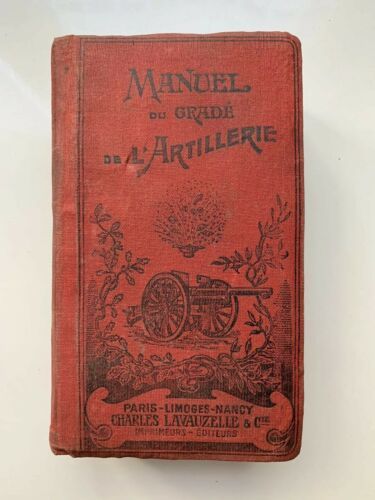 MANUEL
DU GRADÉ
DE L'ARTILLERIE
PARIS-LIMOGES-NANCY
CHARLES LAVAUZELLE & CIE
IMPRIMEURS - ÉDITEURS